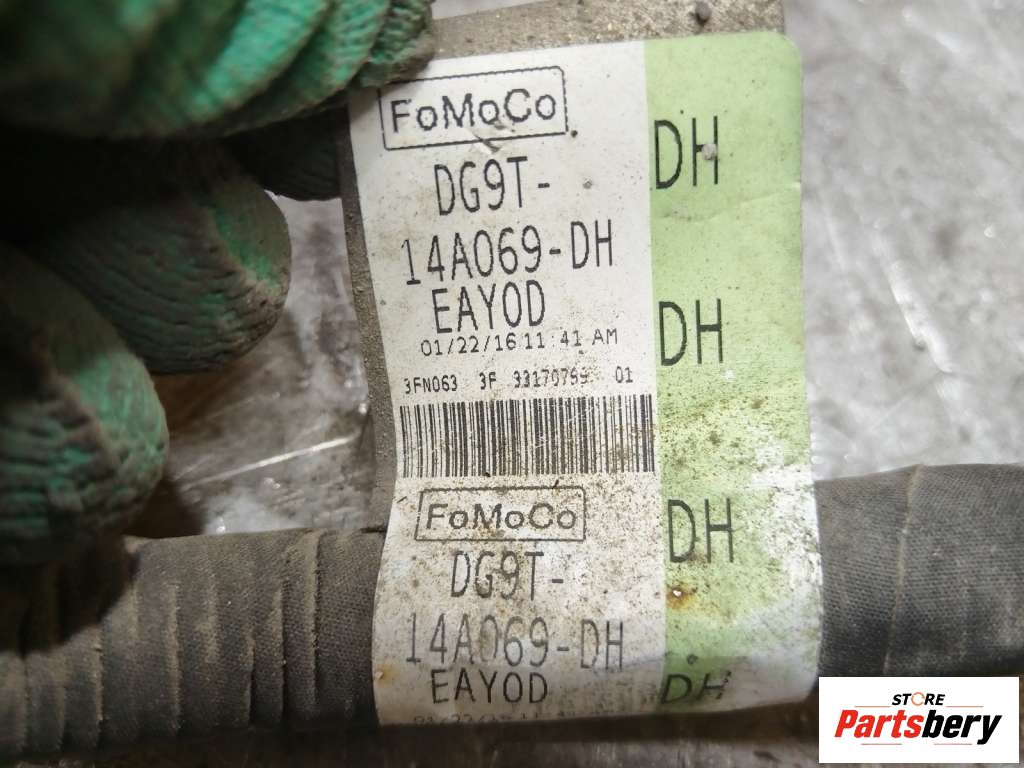 FoMoCo
DG9T-
14A069-DH
EAYOD
01/22/16 11 41 AM
3FN063 3F 33170799 01
FoMoCo
DG9T-
14A069-DH
EAYOD
DH
DH
DH
DH
STORE
Partsbery